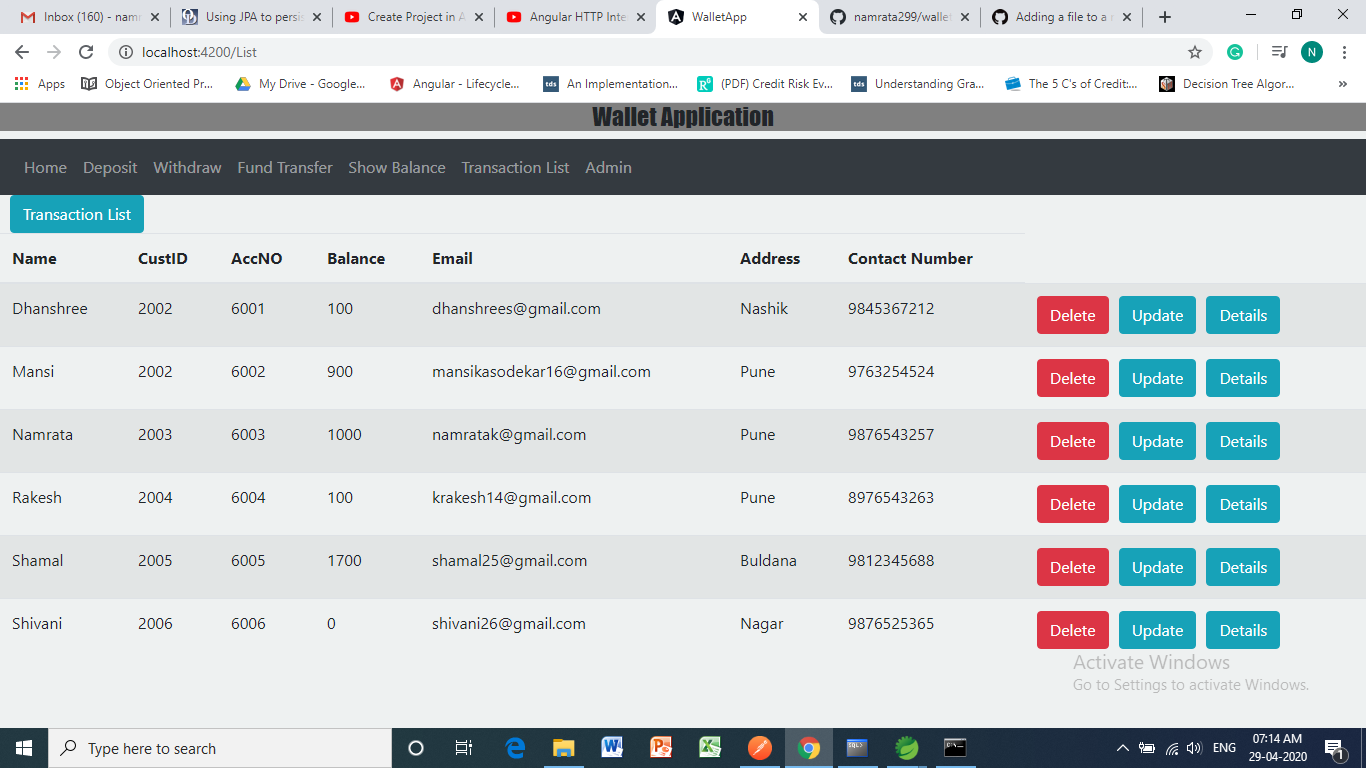 Inbox (160) - namr
Using JPA to persis
Create Project in A
Angular HTTP Inte
WalletApp
namrata299/wallet
Adding a file to a r
localhost:4200/List
N
Apps
Object Oriented Pr...
My Drive - Google...
Angular - Lifecycle...
tds An Implementation...
(PDF) Credit Risk Ev...
tds Understanding Gra...
The 5 C's of Credit:...
Decision Tree Algor...
»
Wallet Application
Home Deposit Withdraw Fund Transfer Show Balance Transaction List Admin
Transaction List
Name CustID AccNO Balance Email Address Contact Number
Dhanshree 2002 6001 100 dhanshrees@gmail.com Nashik 9845367212 Delete Update Details
Mansi 2002 6002 900 mansikasodekar16@gmail.com Pune 9763254524 Delete Update Details
Namrata 2003 6003 1000 namratak@gmail.com Pune 9876543257 Delete Update Details
Rakesh 2004 6004 100 krakesh14@gmail.com Pune 8976543263 Delete Update Details
Shamal 2005 6005 1700 shamal25@gmail.com Buldana 9812345688 Delete Update Details
Shivani 2006 6006 0 shivani26@gmail.com Nagar 9876525365 Delete Update Details
Activate Windows
Go to Settings to activate Windows.
Type here to search
ENG
07:14 AM
29-04-2020
1